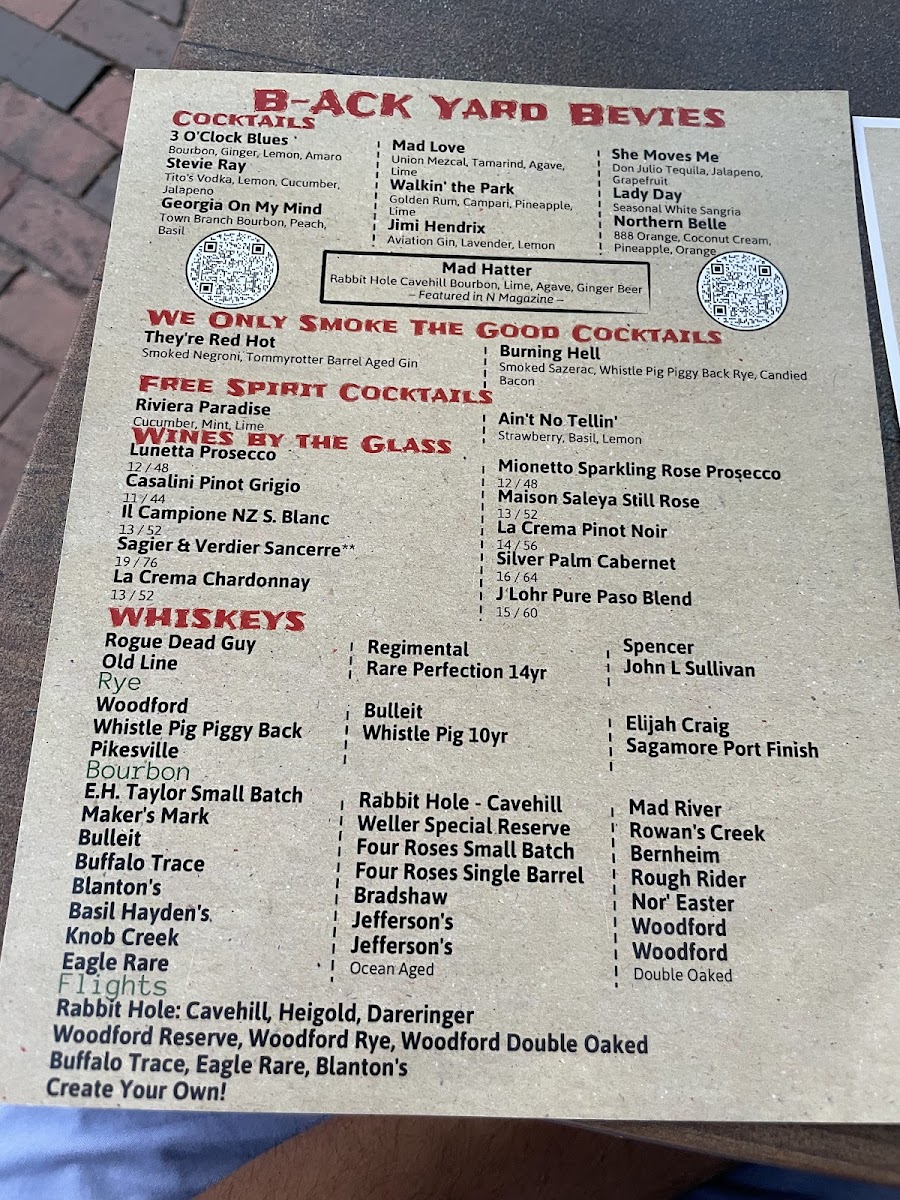 B-ACK YARD BEVIES
COCKTAILS
3 O'Clock Blues
Bourbon, Ginger, Lemon, Amaro
Stevie Ray
Tito's Vodka, Lemon, Cucumber,
Jalapeno
Georgia On My Mind
Town Branch Bourbon, Peach,
Basil
Mad Love
Union Mezcal, Tamarind, Agave,
Lime
Walkin' the Park
Golden Rum, Campari, Pineapple,
Lime
Jimi Hendrix
Aviation Gin, Lavender, Lemon
She Moves Me
Don Julio Tequila, Jalapeno,
Grapefruit
Lady Day
Seasonal White Sangria
Northern Belle
888 Orange, Coconut Cream,
Pineapple, Orange
Mad Hatter
Rabbit Hole Cavehill Bourbon, Lime, Agave, Ginger Beer
– Featured in N Magazine –
WE ONLY SMOKE THE GOOD COCKTAILS
They're Red Hot
Smoked Negroni, Tommyrotter Barrel Aged Gin
Burning Hell
Smoked Sazerac, Whistle Pig Piggy Back Rye, Candied
Bacon
FREE SPIRIT COCKTAILS
Riviera Paradise
Cucumber, Mint, Lime
Ain't No Tellin'
Strawberry, Basil, Lemon
WINES BY THE GLASS
Lunetta Prosecco
12 / 48
Casalini Pinot Grigio
11 / 44
Il Campione NZ S. Blanc
13 / 52
Sagier & Verdier Sancerre**
19 / 76
La Crema Chardonnay
13 / 52
Mionetto Sparkling Rose Prosecco
12 / 48
Maison Saleya Still Rose
13 / 52
La Crema Pinot Noir
14 / 56
Silver Palm Cabernet
16 / 64
J Lohr Pure Paso Blend
15 / 60
WHISKEYS
Rogue Dead Guy
Old Line
Regimental
Rare Perfection 14yr
Spencer
John L Sullivan
Rye
Woodford
Whistle Pig Piggy Back
Pikesville
Bulleit
Whistle Pig 10yr
Elijah Craig
Sagamore Port Finish
Bourbon
E.H. Taylor Small Batch
Maker's Mark
Bulleit
Buffalo Trace
Blanton's
Basil Hayden's
Knob Creek
Eagle Rare
Rabbit Hole - Cavehill
Weller Special Reserve
Four Roses Small Batch
Four Roses Single Barrel
Bradshaw
Jefferson's
Jefferson's
Ocean Aged
Mad River
Rowan's Creek
Bernheim
Rough Rider
Nor' Easter
Woodford
Woodford
Double Oaked
Flights
Rabbit Hole: Cavehill, Heigold, Dareringer
Woodford Reserve, Woodford Rye, Woodford Double Oaked
Buffalo Trace, Eagle Rare, Blanton's
Create Your Own!